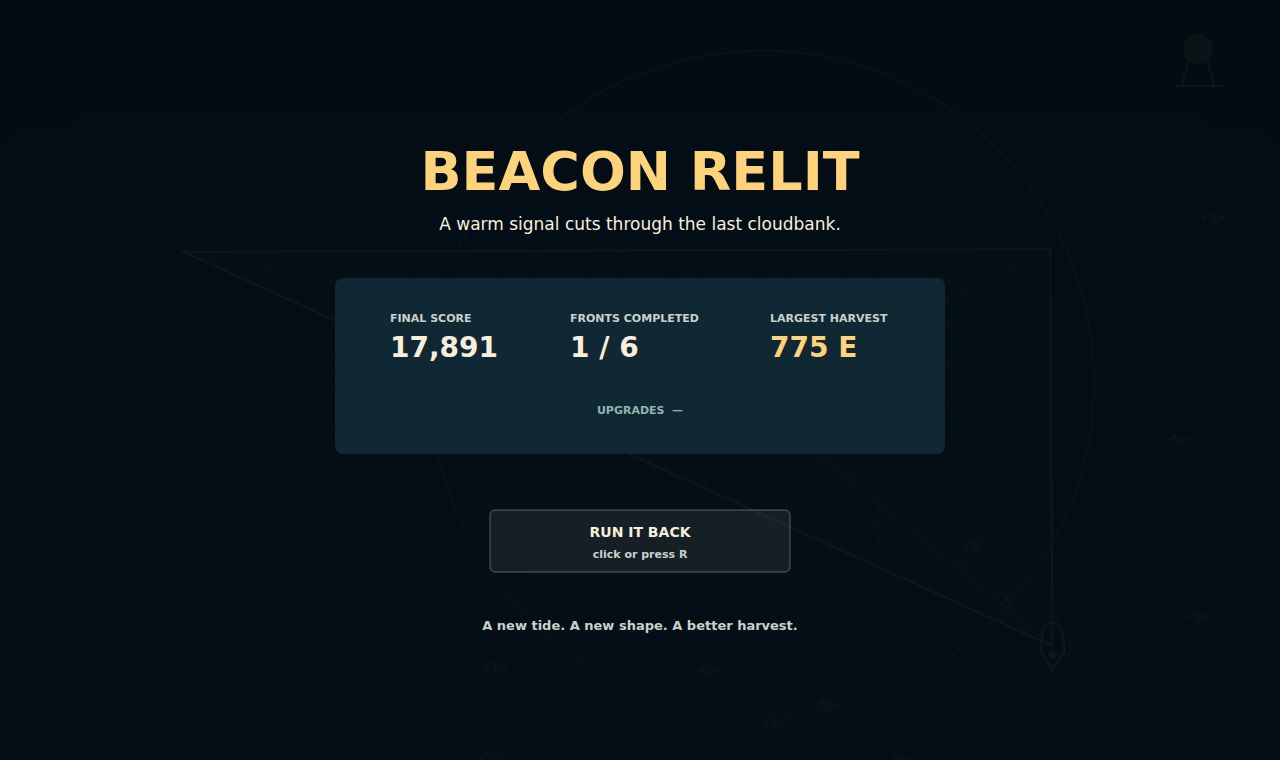 BEACON RELIT
A warm signal cuts through the last cloudbank.
FINAL SCORE FRONTS COMPLETED LARGEST HARVEST
17,891 1 / 6 775 E
UPGRADES —
RUN IT BACK
click or press R
A new tide. A new shape. A better harvest.